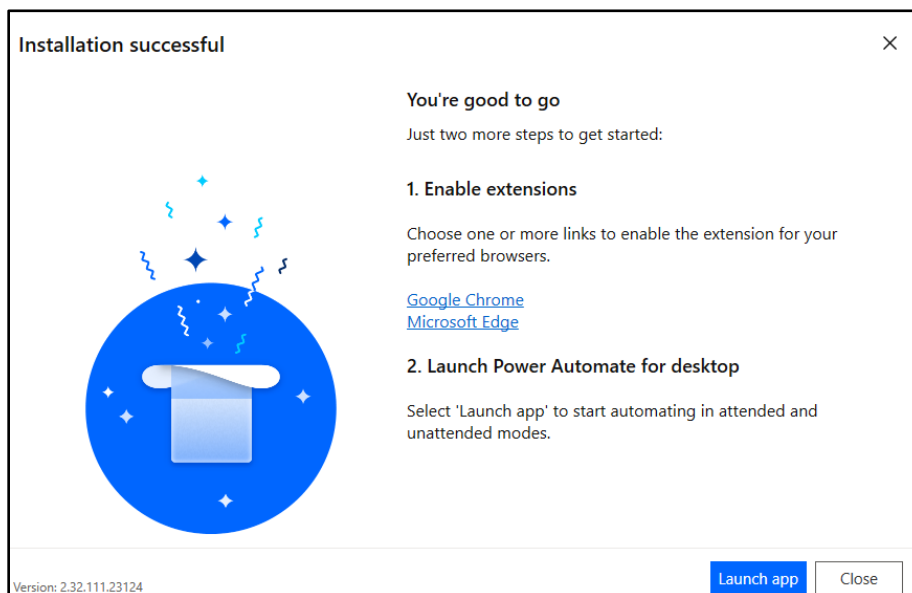 Installation successful
You're good to go
Just two more steps to get started:
1. Enable extensions
Choose one or more links to enable the extension for your
preferred browsers.
Google Chrome
Microsoft Edge
2. Launch Power Automate for desktop
Select 'Launch app' to start automating in attended and
unattended modes.
Version: 2.32.111.23124
Launch app
Close